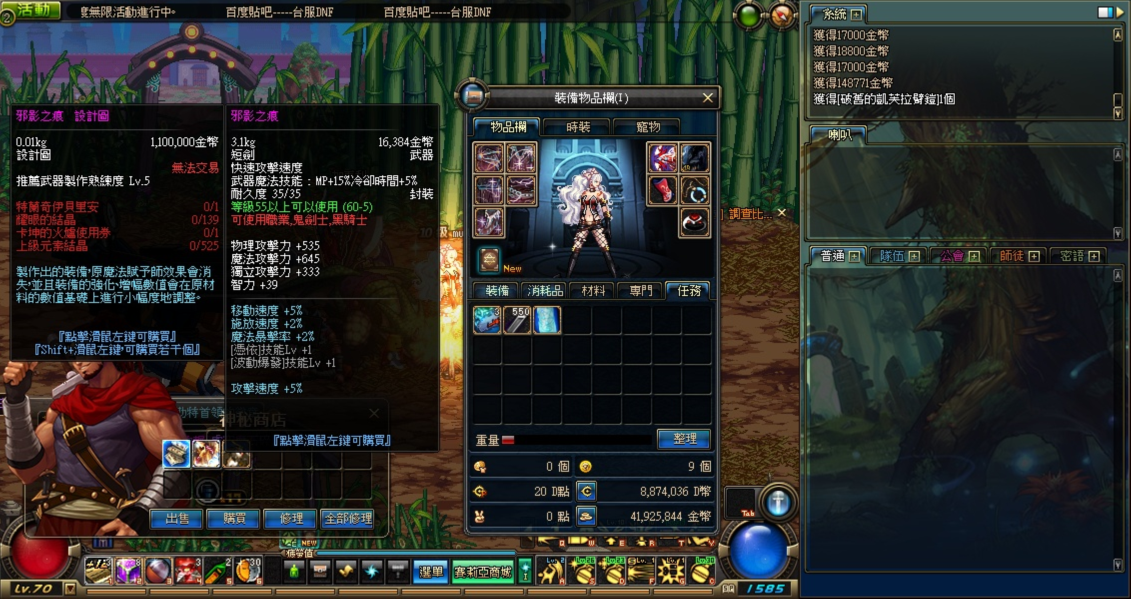 活動
度無限活動進行中。 百度貼吧-----台服DNF 百度貼吧-----台服DNF
邪影之痕 設計圖
0.01kg 1,100,000金幣
設計圖
無法交易
推薦武器製作熟練度 Lv.5
特蘭奇伊貝里安 0/1
耀眼的結晶 0/139
卡坤的火爐使用券 0/1
上級元素結晶 0/525
製作出的裝備,原魔法賦予師效果會消
失,並且裝備的強化·增幅數值會在原材
料的數值基礎上進行小幅度地調整。
『點擊滑鼠左鍵可購買』
『Shift+滑鼠左鍵,可購買若干個』
邪影之痕
3.1kg 16,384金幣
短劍 武器
快速攻擊速度
武器魔法技能 : MP+15%冷卻時間+5%
耐久度 35/35 封裝
等級55以上可以使用 (60-5)
可使用職業,鬼劍士,黑騎士
物理攻擊力 +535
魔法攻擊力 +645
獨立攻擊力 +333
智力 +39
移動速度 +5%
施放速度 +2%
魔法暴擊率 +2%
[憑依]技能Lv +1
[波動爆發]技能Lv +1
攻擊速度 +5%
『點擊滑鼠左鍵可購買』
神秘商店
出售 購買 修理 全部修理
裝備物品欄(I)
物品欄 時裝 寵物
New
裝備 消耗品 材料 專門 任務
3 550
重量 整理
0 個 9 個
20 D點 8,874,036 D幣
0 點 41,925,844 金幣
調查比...
系統
獲得17000金幣
獲得18800金幣
獲得17000金幣
獲得148771金幣
獲得[破舊的凱芙拉臂鎧]1個
喇叭
普通 隊伍 公會 師徒 密語
Tab
NEW
選單 賽莉亞商城
Lv.70
1585